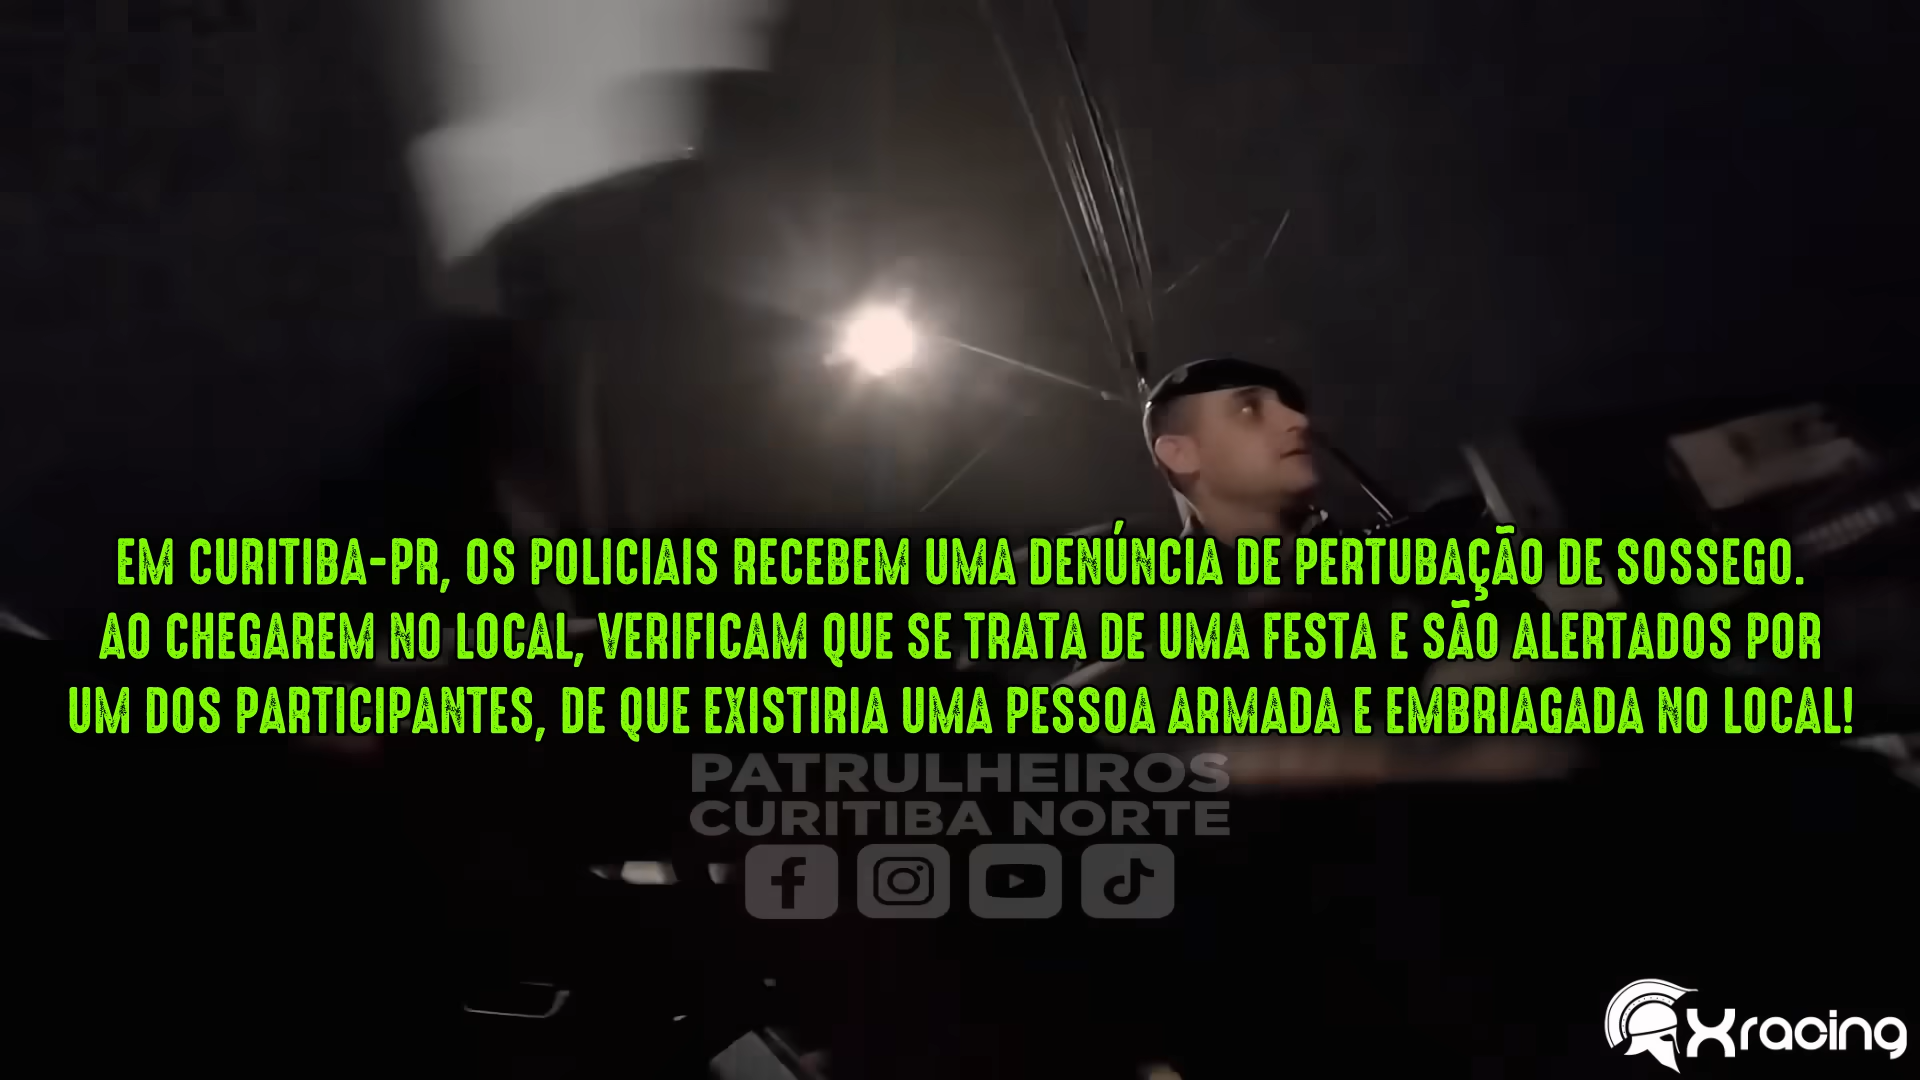 EM CURITIBA-PR, OS POLICIAIS RECEBEM UMA DENÚNCIA DE PERTUBAÇÃO DE SOSSEGO.
AO CHEGAREM NO LOCAL, VERIFICAM QUE SE TRATA DE UMA FESTA E SÃO ALERTADOS POR
UM DOS PARTICIPANTES, DE QUE EXISTIRIA UMA PESSOA ARMADA E EMBRIAGADA NO LOCAL!
PATRULHEIROS
CURITIBA NORTE
Xracing